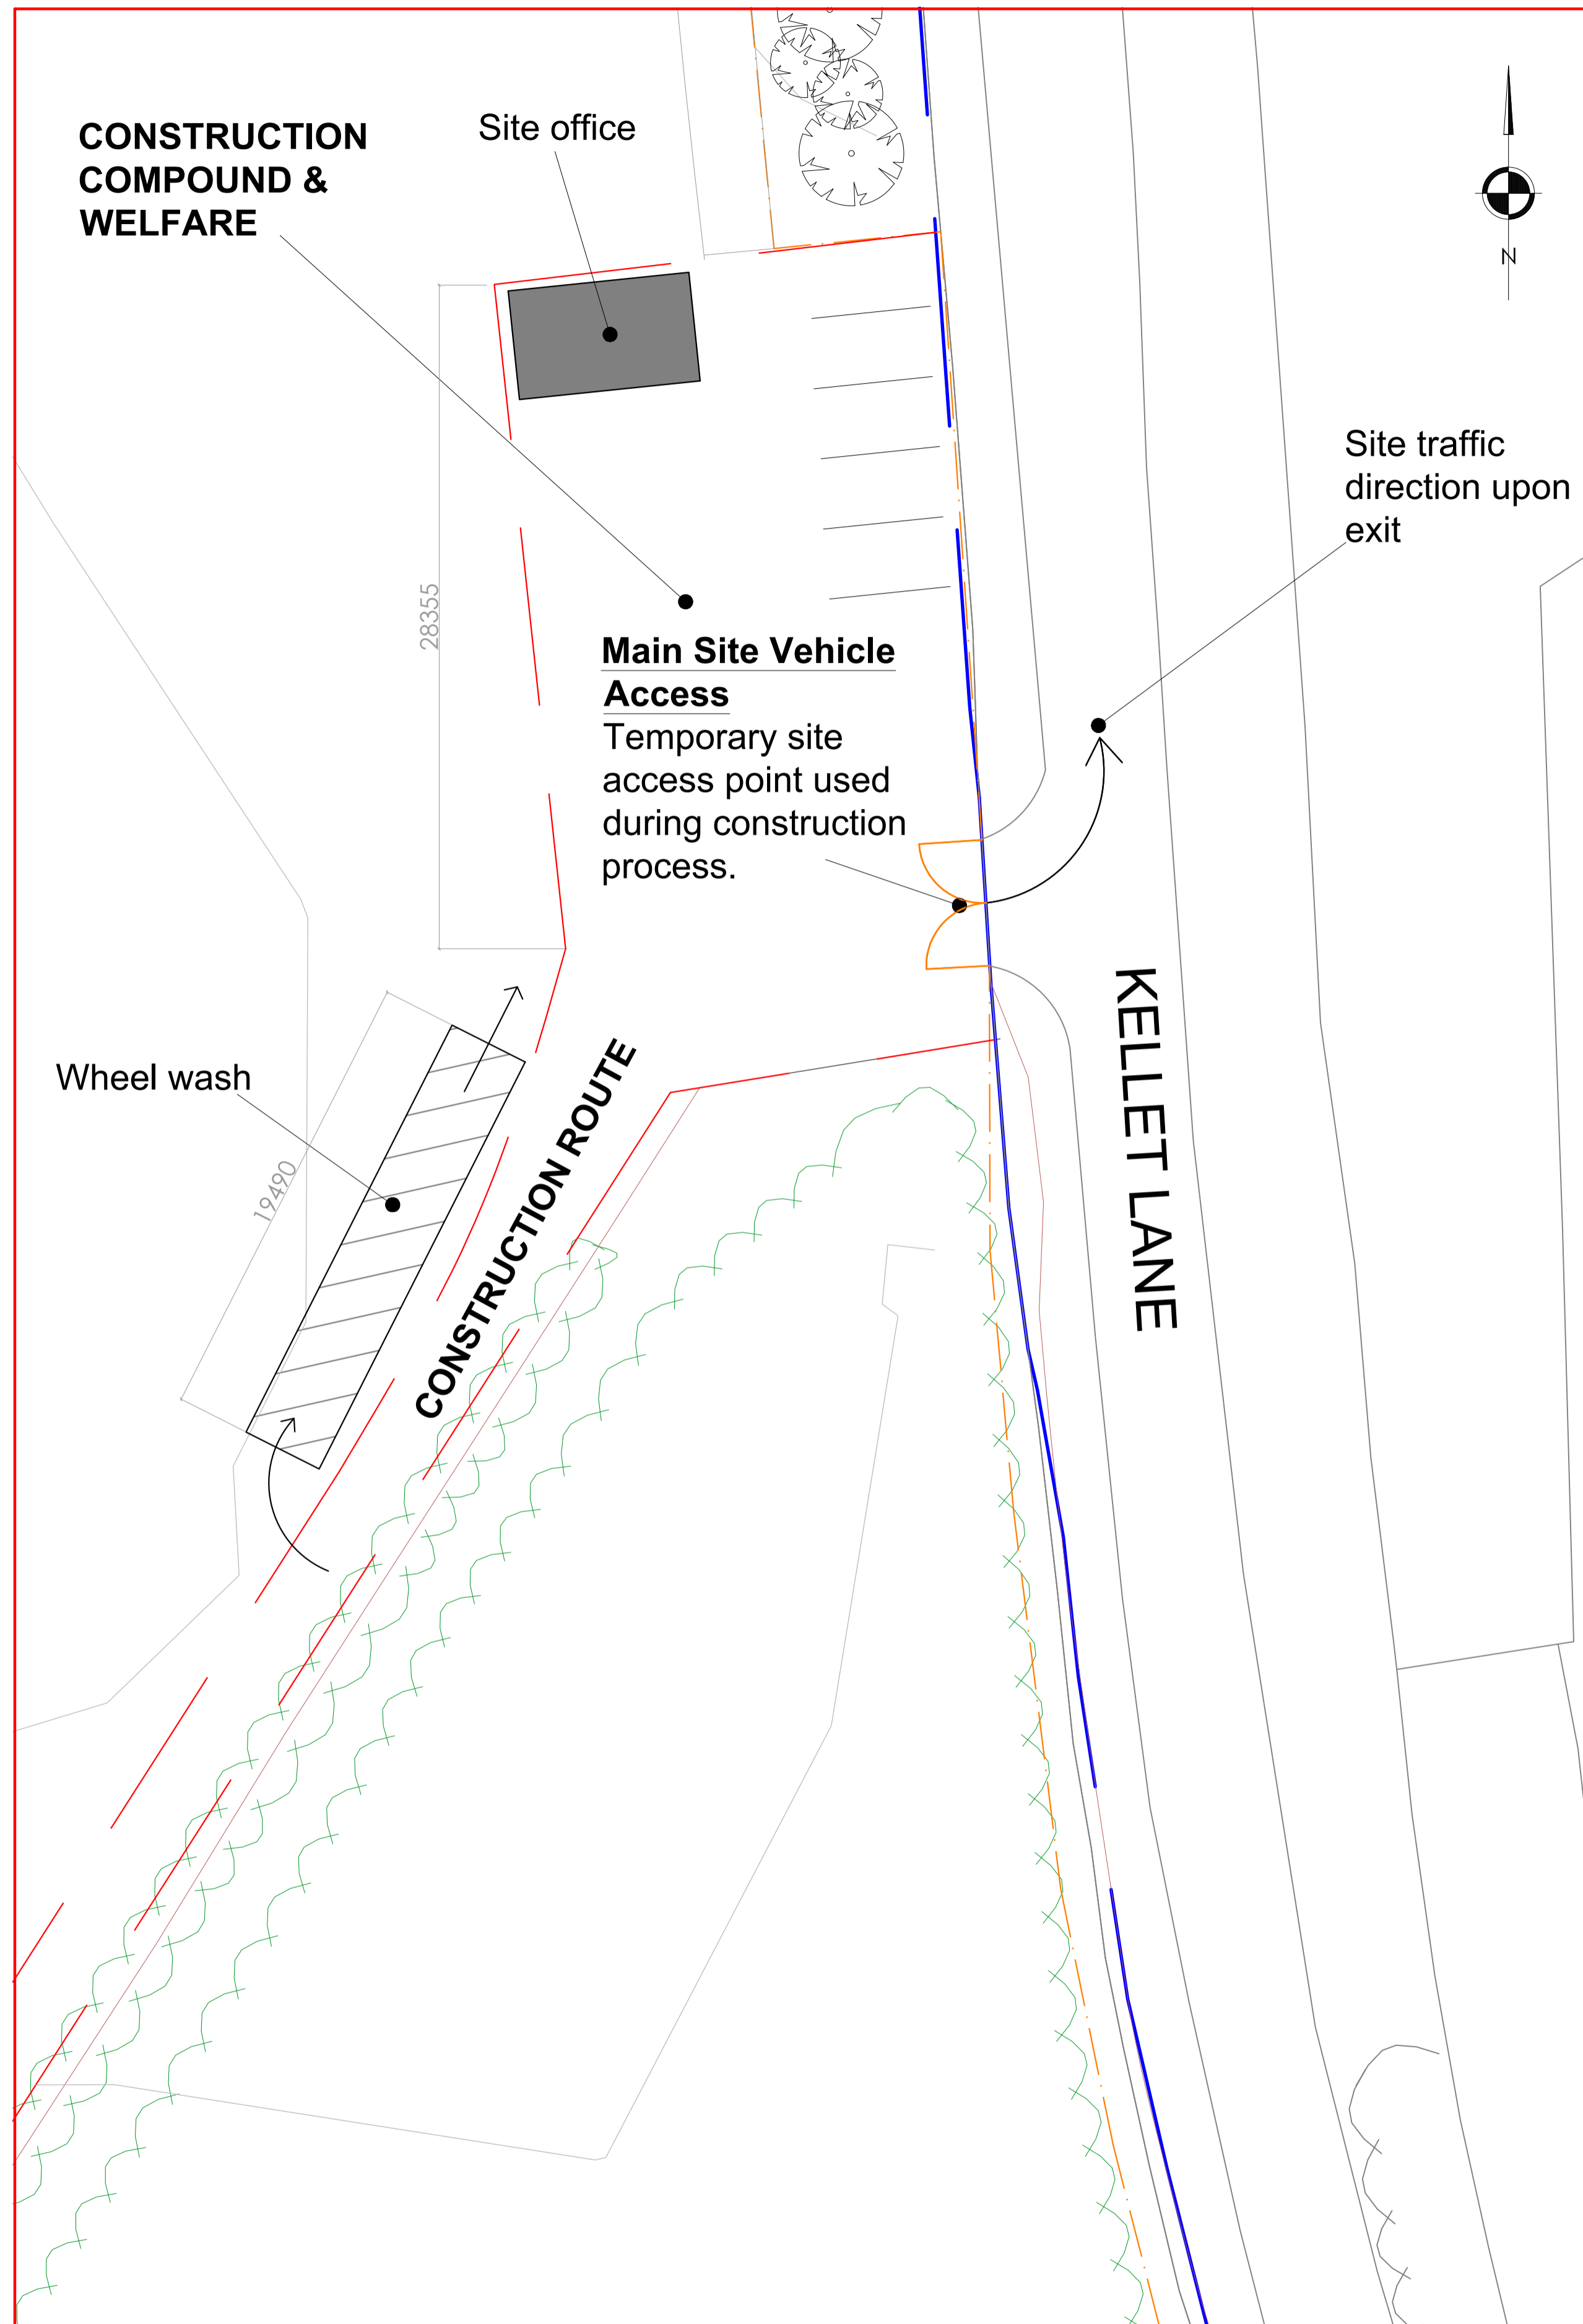 CONSTRUCTION
COMPOUND &
WELFARE
Site office
N
Site traffic
direction upon
exit
28355
Main Site Vehicle
Access
Temporary site
access point used
during construction
process.
KELLET LANE
Wheel wash
19490
CONSTRUCTION ROUTE